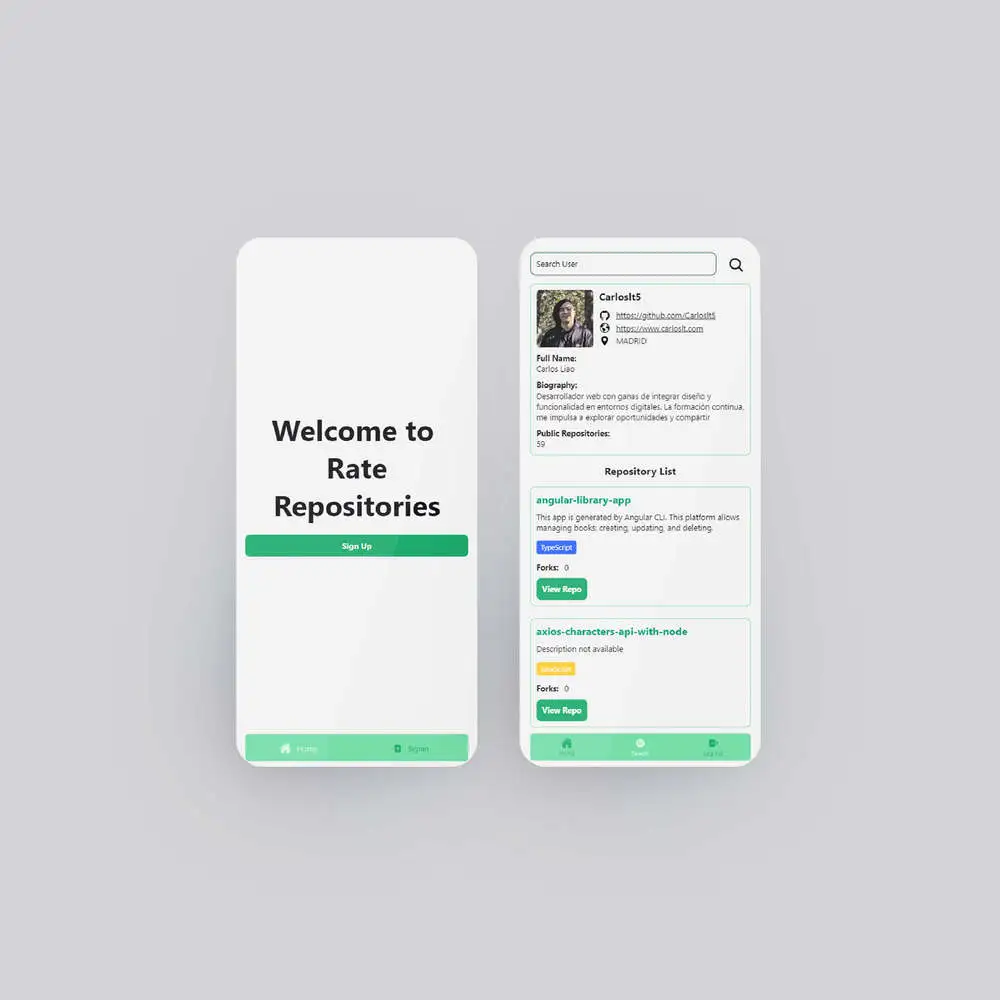 Welcome to
Rate
Repositories
Sign Up
Home
Signin
Search User
Carloslt5
https://github.com/Carloslt5
https://www.carloslt.com
MADRID
Full Name:
Carlos Liao
Biography:
Desarrollador web con ganas de integrar diseño y
funcionalidad en entornos digitales. La formación continua,
me impulsa a explorar oportunidades y compartir
Public Repositories:
59
Repository List
angular-library-app
This app is generated by Angular CLI. This platform allows
managing books: creating, updating, and deleting.
TypeScript
Forks: 0
View Repo
axios-characters-api-with-node
Description not available
JavaScript
Forks: 0
View Repo
Home
Search